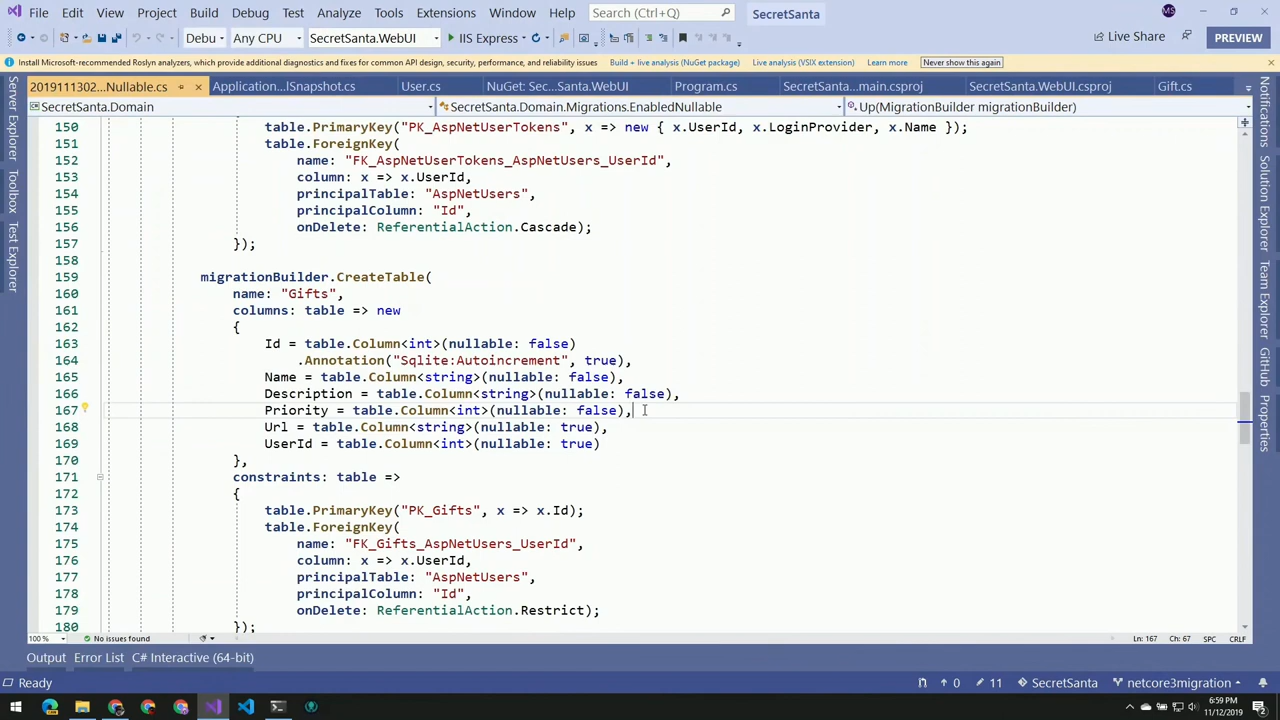 File Edit View Project Build Debug Test Analyze Tools Extensions Window Help Search (Ctrl+Q) SecretSanta MS
Debug Any CPU SecretSanta.WebUI IIS Express Live Share PREVIEW
Install Microsoft-recommended Roslyn analyzers, which provide additional diagnostics and fixes for common API design, security, performance, and reliability issues Build + live analysis (NuGet package) Live analysis (VSIX extension) Learn more Never show this again
2019111302...Nullable.cs Application...lSnapshot.cs User.cs NuGet: Sec...Santa.WebUI Program.cs SecretSanta...main.csproj SecretSanta.WebUI.csproj Gift.cs
SecretSanta.Domain SecretSanta.Domain.Migrations.EnabledNullable Up(MigrationBuilder migrationBuilder)
150 table.PrimaryKey("PK_AspNetUserTokens", x => new { x.UserId, x.LoginProvider, x.Name });
151 table.ForeignKey(
152 name: "FK_AspNetUserTokens_AspNetUsers_UserId",
153 column: x => x.UserId,
154 principalTable: "AspNetUsers",
155 principalColumn: "Id",
156 onDelete: ReferentialAction.Cascade);
157 });
158
159 migrationBuilder.CreateTable(
160 name: "Gifts",
161 columns: table => new
162 {
163 Id = table.Column<int>(nullable: false)
164 .Annotation("Sqlite:Autoincrement", true),
165 Name = table.Column<string>(nullable: false),
166 Description = table.Column<string>(nullable: false),
167 Priority = table.Column<int>(nullable: false),
168 Url = table.Column<string>(nullable: true),
169 UserId = table.Column<int>(nullable: true)
170 },
171 constraints: table =>
172 {
173 table.PrimaryKey("PK_Gifts", x => x.Id);
174 table.ForeignKey(
175 name: "FK_Gifts_AspNetUsers_UserId",
176 column: x => x.UserId,
177 principalTable: "AspNetUsers",
178 principalColumn: "Id",
179 onDelete: ReferentialAction.Restrict);
180 });
Server Explorer
Toolbox
Test Explorer
Notifications
Solution Explorer
Team Explorer
GitHub
Properties
100 % No issues found Ln: 167 Ch: 67 SPC CRLF
Output Error List C# Interactive (64-bit)
Ready 0 11 SecretSanta netcore3migration
6:59 PM
11/12/2019
2